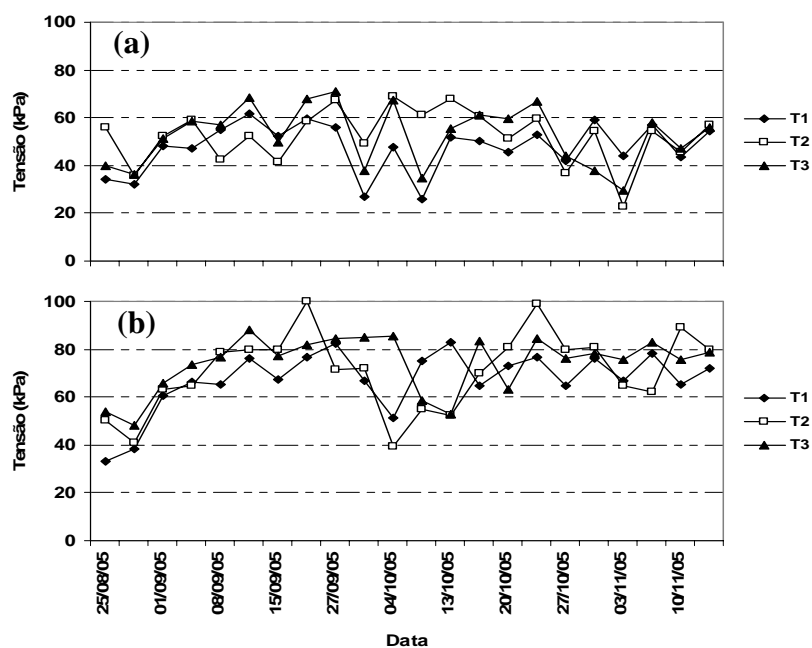 (a)
Tensão (kPa)
100
80
60
40
20
0
T1
T2
T3
(b)
Tensão (kPa)
100
80
60
40
20
0
T1
T2
T3
25/08/05
01/09/05
08/09/05
15/09/05
27/09/05
04/10/05
13/10/05
20/10/05
27/10/05
03/11/05
10/11/05
Data